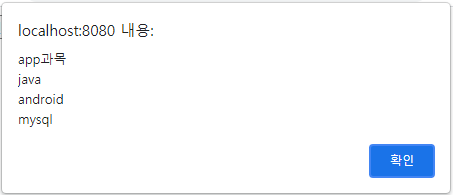 localhost:8080 내용:
app과목
java
android
mysql
확인